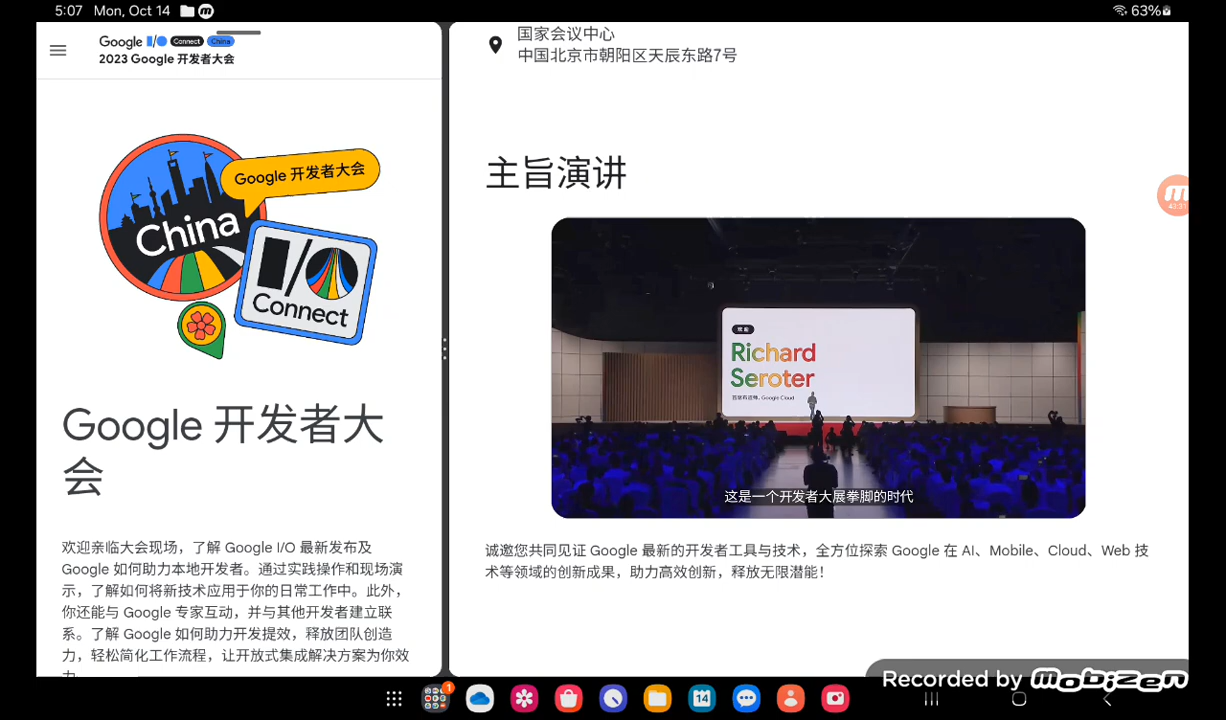 5:07 Mon, Oct 14
63%
Google I/O Connect China
2023 Google 开发者大会
Google 开发者大会
China
I/O
Connect
Google 开发者大
会
欢迎亲临大会现场，了解 Google I/O 最新发布及
Google 如何助力本地开发者。通过实践操作和现场演
示，了解如何将新技术应用于你的日常工作中。此外，
你还能与 Google 专家互动，并与其他开发者建立联
系。了解 Google 如何助力开发提效，释放团队创造
力，轻松简化工作流程，让开放式集成解决方案为你效
力
国家会议中心
中国北京市朝阳区天辰东路7号
主旨演讲
Richard
Seroter
Google Cloud
这是一个开发者大展拳脚的时代
诚邀您共同见证 Google 最新的开发者工具与技术，全方位探索 Google 在 AI、Mobile、Cloud、Web 技
术等领域的创新成果，助力高效创新，释放无限潜能！
43:31
1
14
Recorded by mobizen